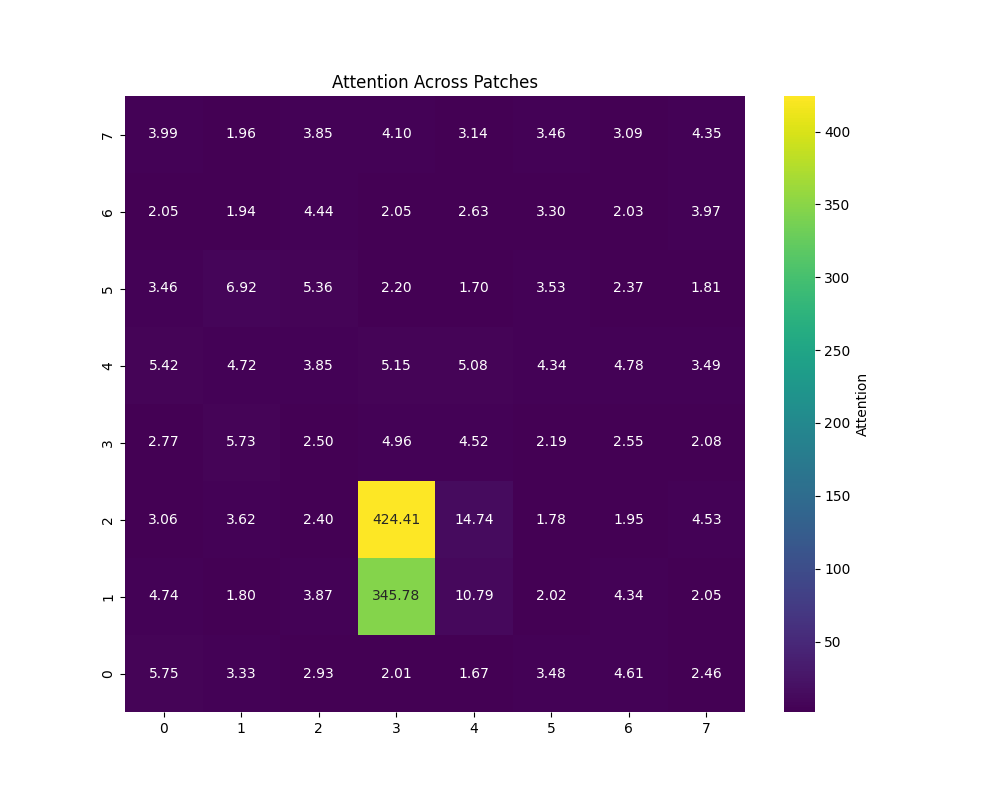 Attention Across Patches
7 3.99 1.96 3.85 4.10 3.14 3.46 3.09 4.35
6 2.05 1.94 4.44 2.05 2.63 3.30 2.03 3.97
5 3.46 6.92 5.36 2.20 1.70 3.53 2.37 1.81
4 5.42 4.72 3.85 5.15 5.08 4.34 4.78 3.49
3 2.77 5.73 2.50 4.96 4.52 2.19 2.55 2.08
2 3.06 3.62 2.40 424.41 14.74 1.78 1.95 4.53
1 4.74 1.80 3.87 345.78 10.79 2.02 4.34 2.05
0 5.75 3.33 2.93 2.01 1.67 3.48 4.61 2.46
0 1 2 3 4 5 6 7
400
350
300
250
200
150
100
50
Attention